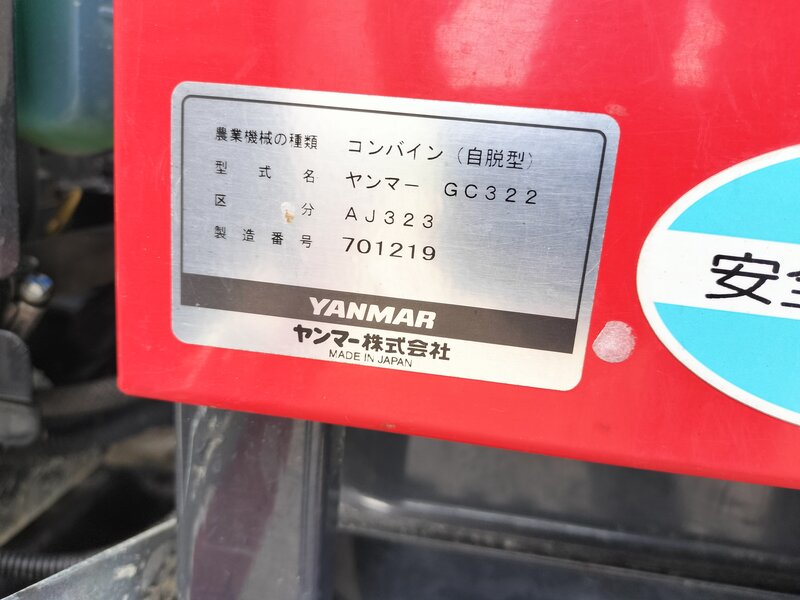 農業機械の種類 コンバイン（自脱型）
型式名 ヤンマー GC322
区分 AJ323
製造番号 701219
YANMAR
ヤンマー株式会社
MADE IN JAPAN
安全